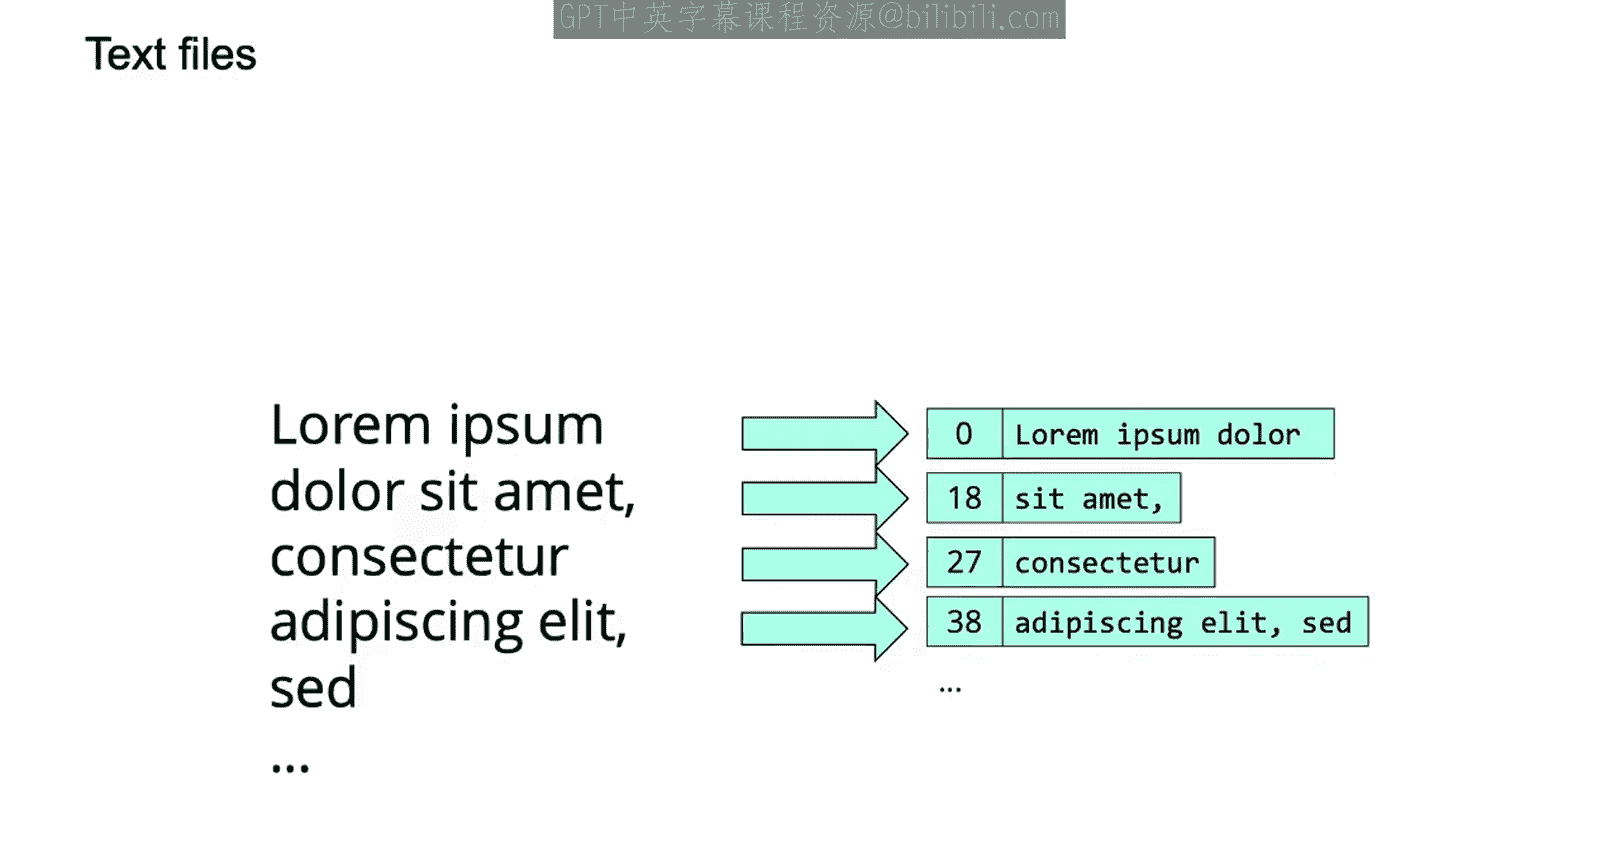 GPT中英字幕课程资源@bilibili.com
Text files
Lorem ipsum
dolor sit amet,
consectetur
adipiscing elit,
sed
...
0 Lorem ipsum dolor
18 sit amet,
27 consectetur
38 adipiscing elit, sed
...